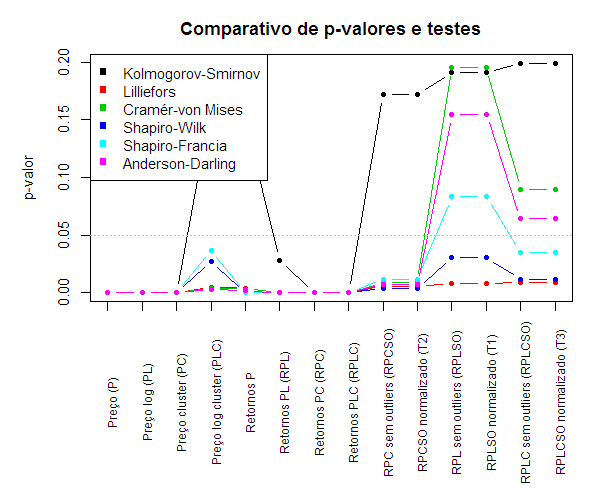 Comparativo de p-valores e testes
p-valor
0.20
0.15
0.10
0.05
0.00
Kolmogorov-Smirnov
Lilliefors
Cramér-von Mises
Shapiro-Wilk
Shapiro-Francia
Anderson-Darling
Preço (P)
Preço log (PL)
Preço cluster (PC)
Preço log cluster (PLC)
Retornos P
Retornos PL (RPL)
Retornos PC (RPC)
Retornos PLC (RPLC)
RPC sem outliers (RPCSO)
RPCSO normalizado (T2)
RPL sem outliers (RPLSO)
RPLSO normalizado (T1)
RPLC sem outliers (RPLCSO)
RPLCSO normalizado (T3)